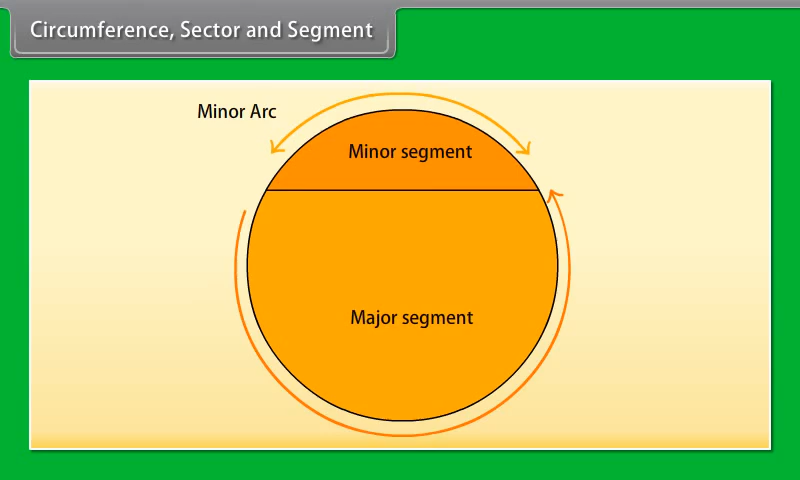 Circumference, Sector and Segment
Minor Arc
Minor segment
Major segment